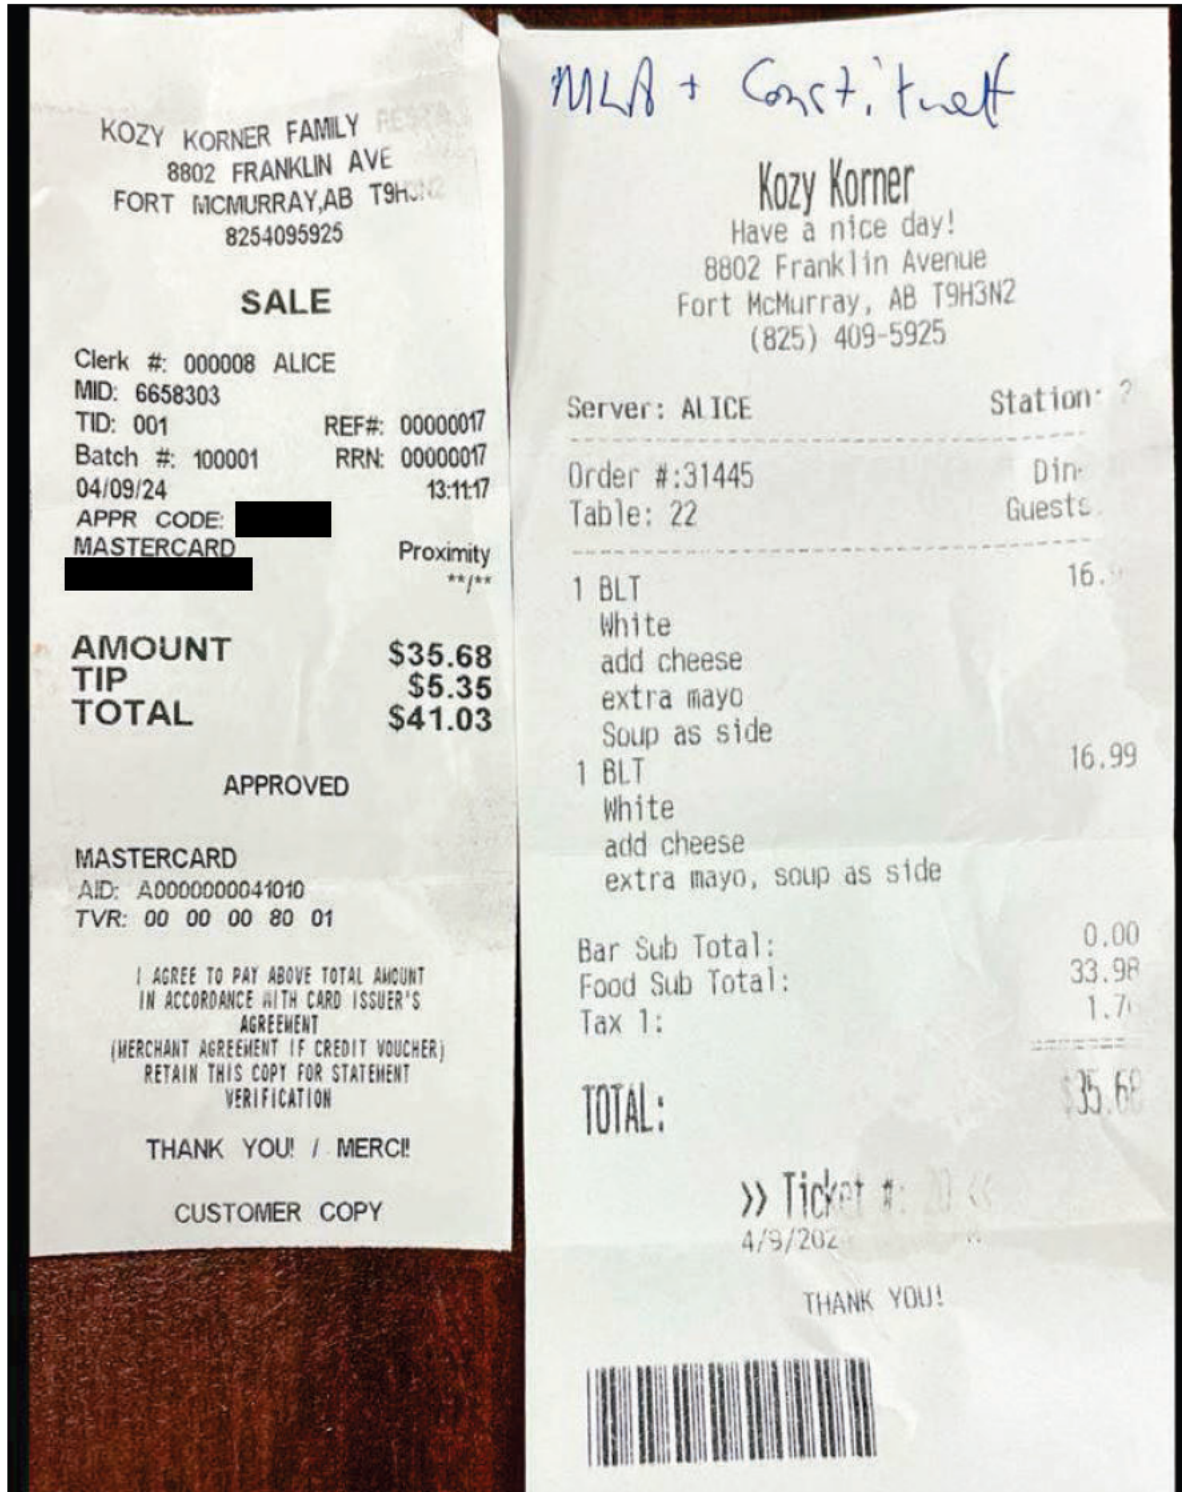 KOZY KORNER FAMILY
8802 FRANKLIN AVE
FORT MCMURRAY,AB T9H3N2
8254095925
SALE
Clerk #: 000008 ALICE
MID: 6658303
TID: 001 REF#: 00000017
Batch #: 100001 RRN: 00000017
04/09/24 13:11:17
APPR CODE:
MASTERCARD Proximity
**/**
AMOUNT $35.68
TIP $5.35
TOTAL $41.03
APPROVED
MASTERCARD
AID: A0000000041010
TVR: 00 00 00 80 01
I AGREE TO PAY ABOVE TOTAL AMOUNT
IN ACCORDANCE WITH CARD ISSUER'S
AGREEMENT
(MERCHANT AGREEMENT IF CREDIT VOUCHER)
RETAIN THIS COPY FOR STATEMENT
VERIFICATION
THANK YOU! / MERCI!
CUSTOMER COPY
MLA +
Kozy Korner
Have a nice day!
8802 Franklin Avenue
Fort McMurray, AB T9H3N2
(825) 409-5925
Server: ALICE Station:
Order #:31445
Table: 22 Guests
1 BLT
White
add cheese
extra mayo
Soup as side
1 BLT 16.99
White
add cheese
extra mayo, soup as side
Bar Sub Total: 0.00
Food Sub Total: 33.98
Tax 1:
TOTAL: $35.68
>> Ticket #: 20 <<
THANK YOU!